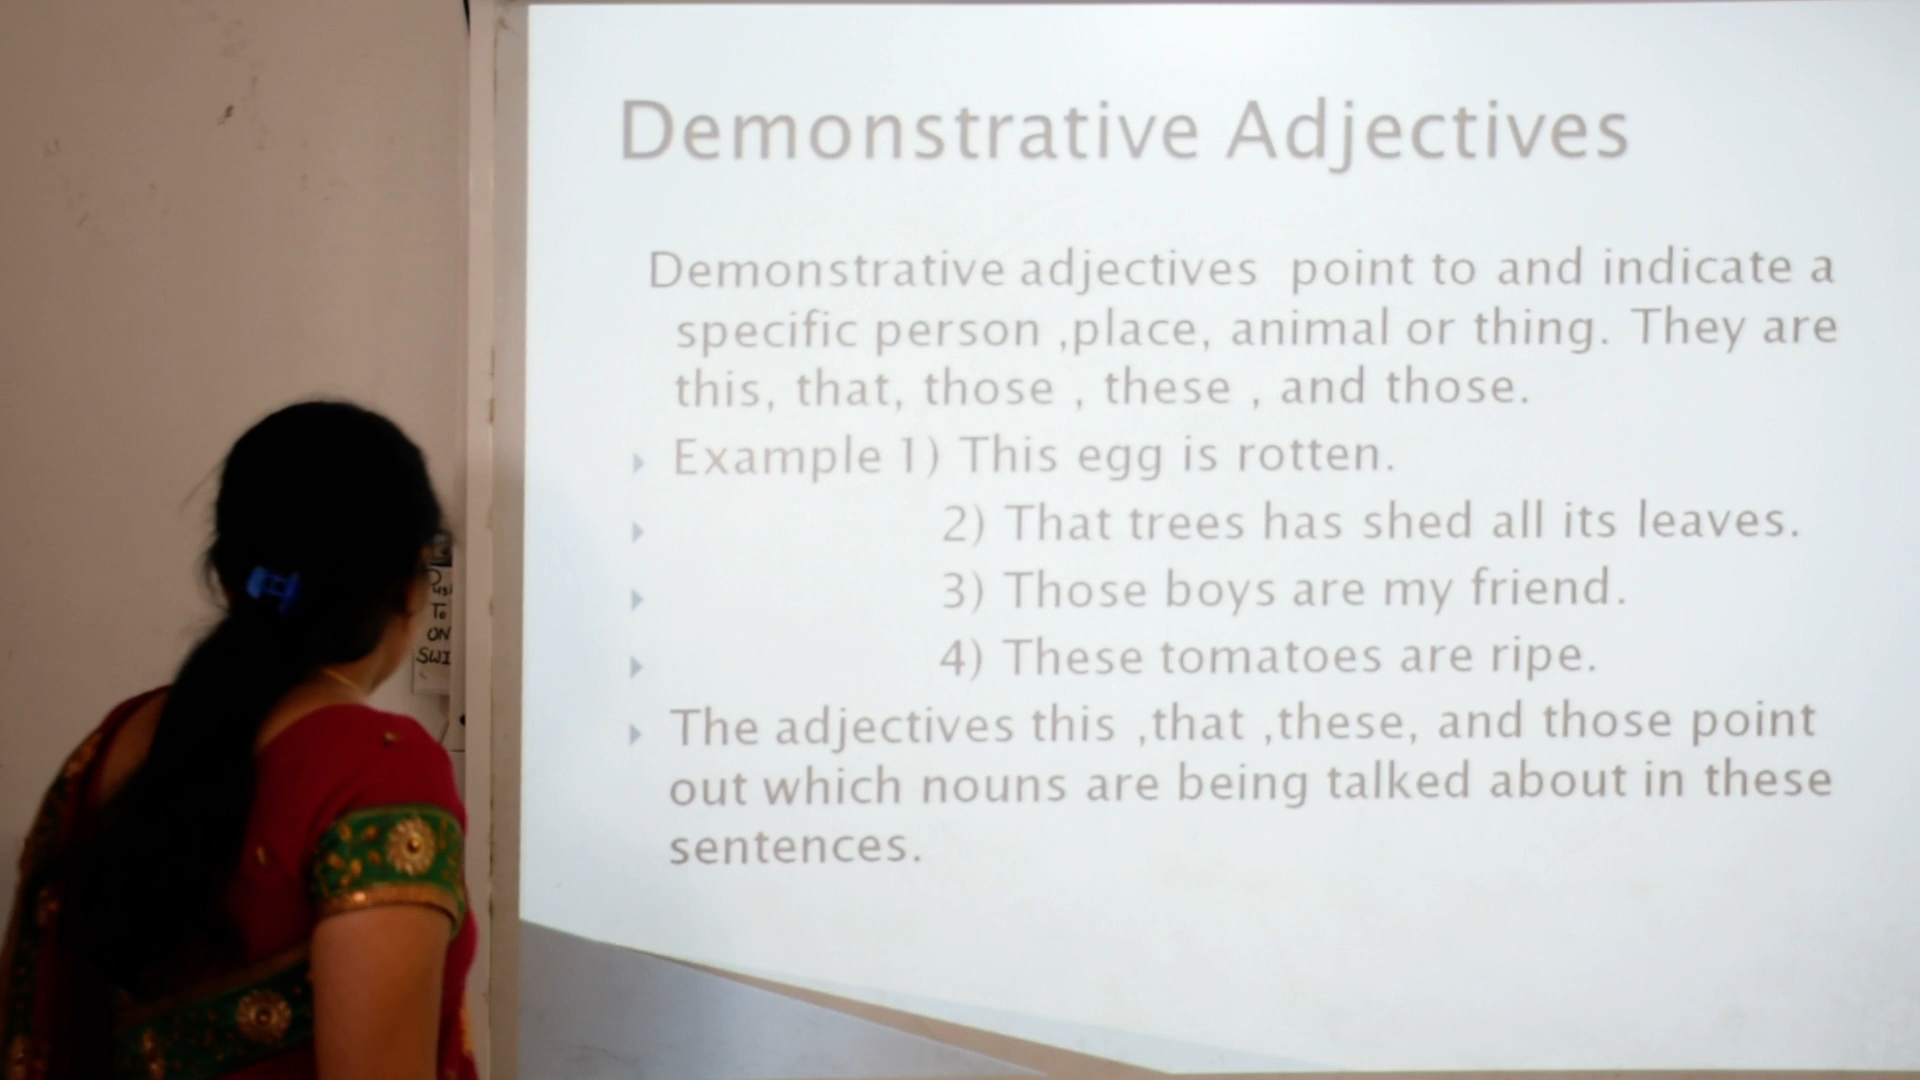 Demonstrative Adjectives
Demonstrative adjectives point to and indicate a
specific person ,place, animal or thing. They are
this, that, those , these , and those.
Example 1) This egg is rotten.
2) That trees has shed all its leaves.
3) Those boys are my friend.
4) These tomatoes are ripe.
The adjectives this ,that ,these, and those point
out which nouns are being talked about in these
sentences.
To
ON